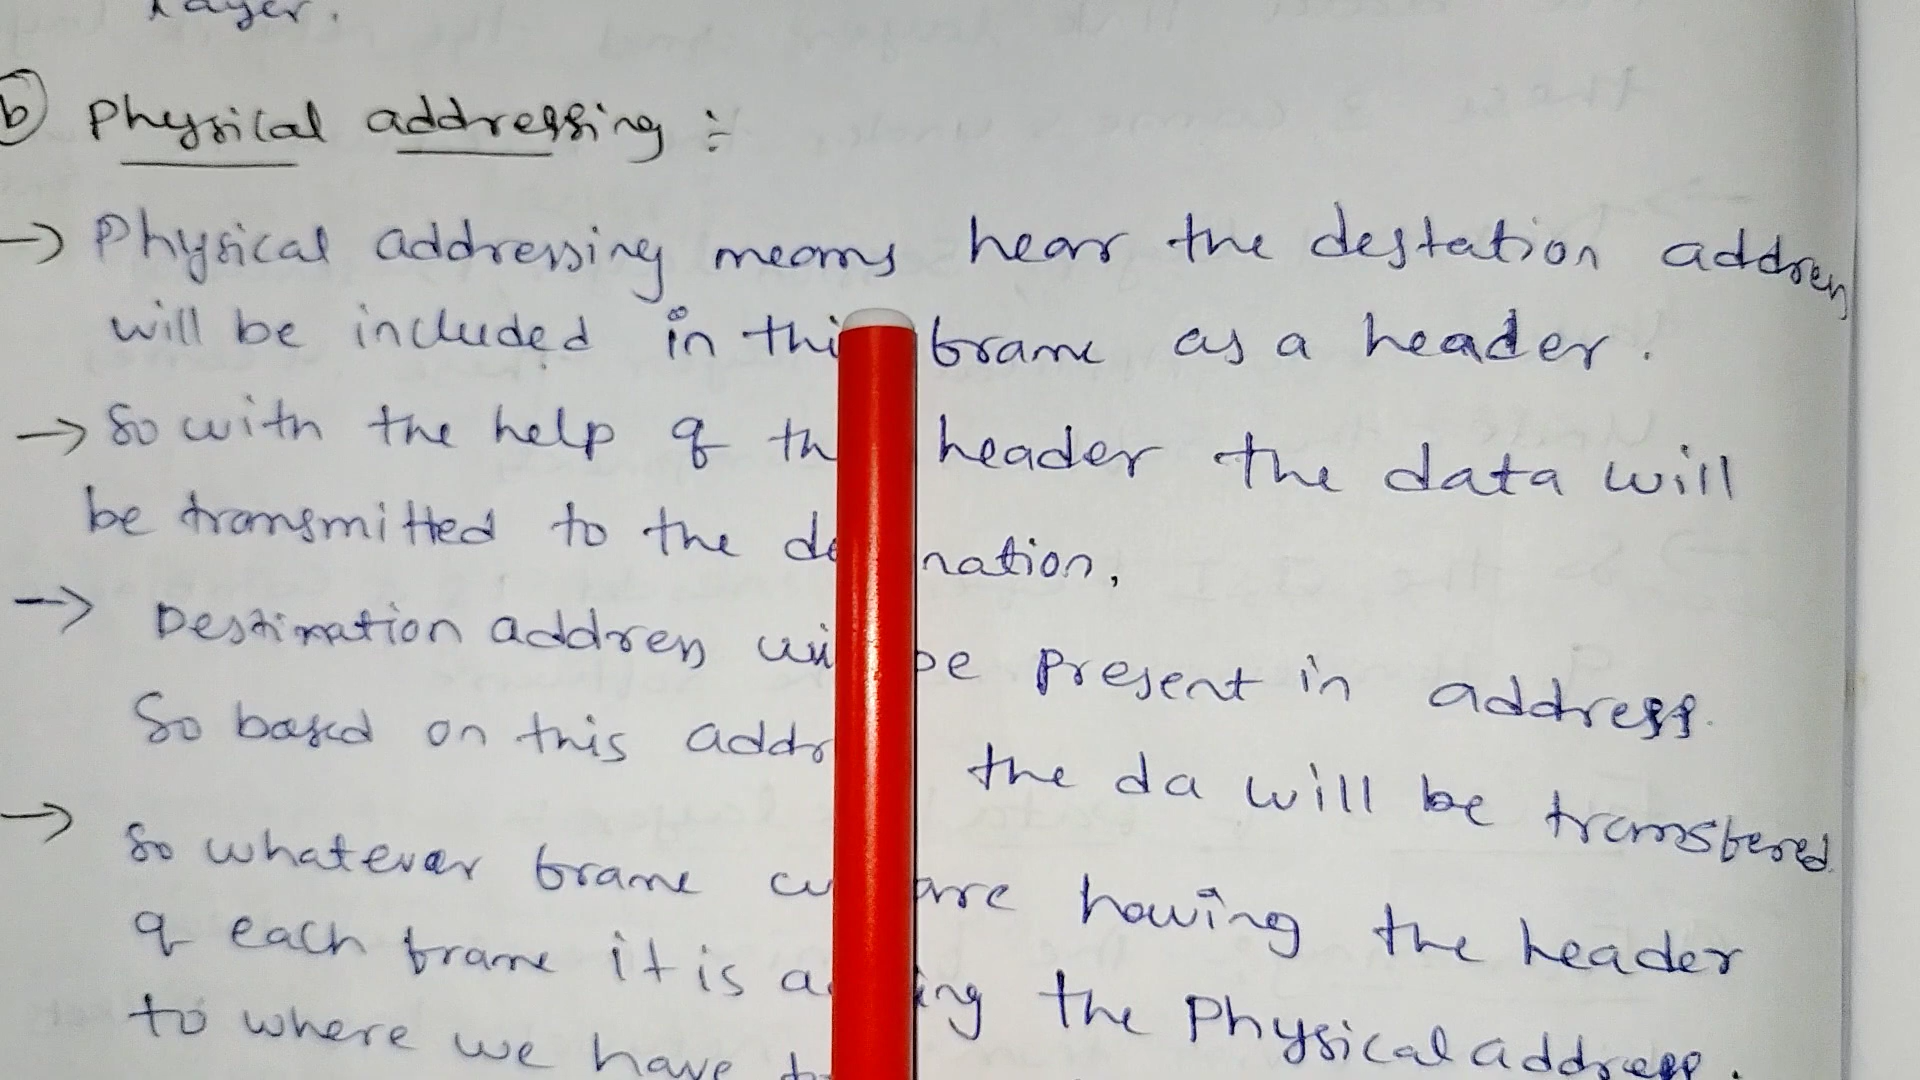 layer.
b Physical addressing :-
→ Physical addressing means hear the destation address
will be included in thi frame as a header.
→ So with the help of th header the data will
be transmitted to the de nation,
→ Destination address wi be present in address.
So based on this addr the da will be transfered
→ So whatever frame are having the header
of each frame it is a ing the Physical address.
to where we have